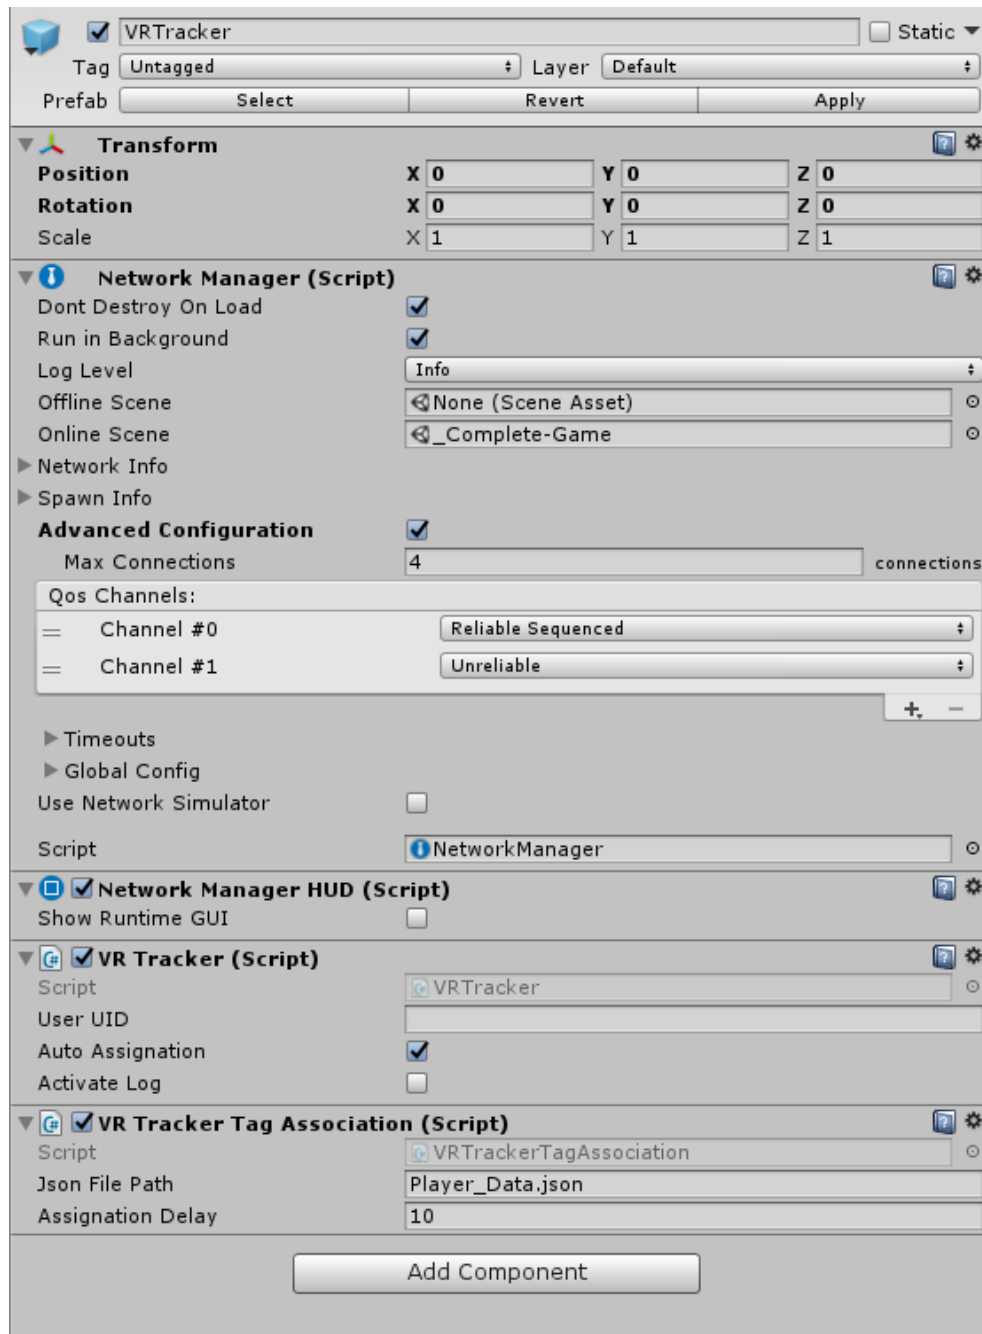 VRTracker Static
Tag Untagged Layer Default
Prefab Select Revert Apply
Transform
Position X 0 Y 0 Z 0
Rotation X 0 Y 0 Z 0
Scale X 1 Y 1 Z 1
Network Manager (Script)
Dont Destroy On Load
Run in Background
Log Level Info
Offline Scene None (Scene Asset)
Online Scene _Complete-Game
Network Info
Spawn Info
Advanced Configuration
Max Connections 4 connections
Qos Channels:
Channel #0 Reliable Sequenced
Channel #1 Unreliable
Timeouts
Global Config
Use Network Simulator
Script NetworkManager
Network Manager HUD (Script)
Show Runtime GUI
VR Tracker (Script)
Script VRTracker
User UID
Auto Assignation
Activate Log
VR Tracker Tag Association (Script)
Script VRTrackerTagAssociation
Json File Path Player_Data.json
Assignation Delay 10
Add Component